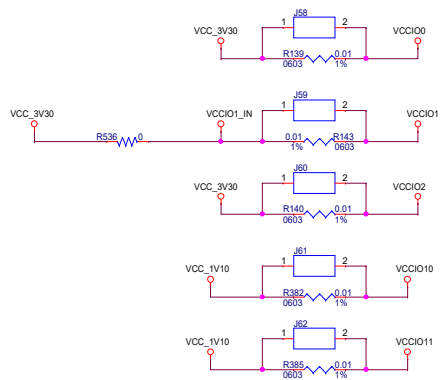 J58
VCC_3V30
1
2
VCCIO0
R139
0.01
0603
1%
J59
VCC_3V30
VCCIO1_IN
1
2
VCCIO1
R536
0
0.01
R143
1%
0603
J60
VCC_3V30
1
2
VCCIO2
R140
0.01
0603
1%
J61
VCC_1V10
1
2
VCCIO10
R382
0.01
0603
1%
J62
VCC_1V10
1
2
VCCIO11
R385
0.01
0603
1%